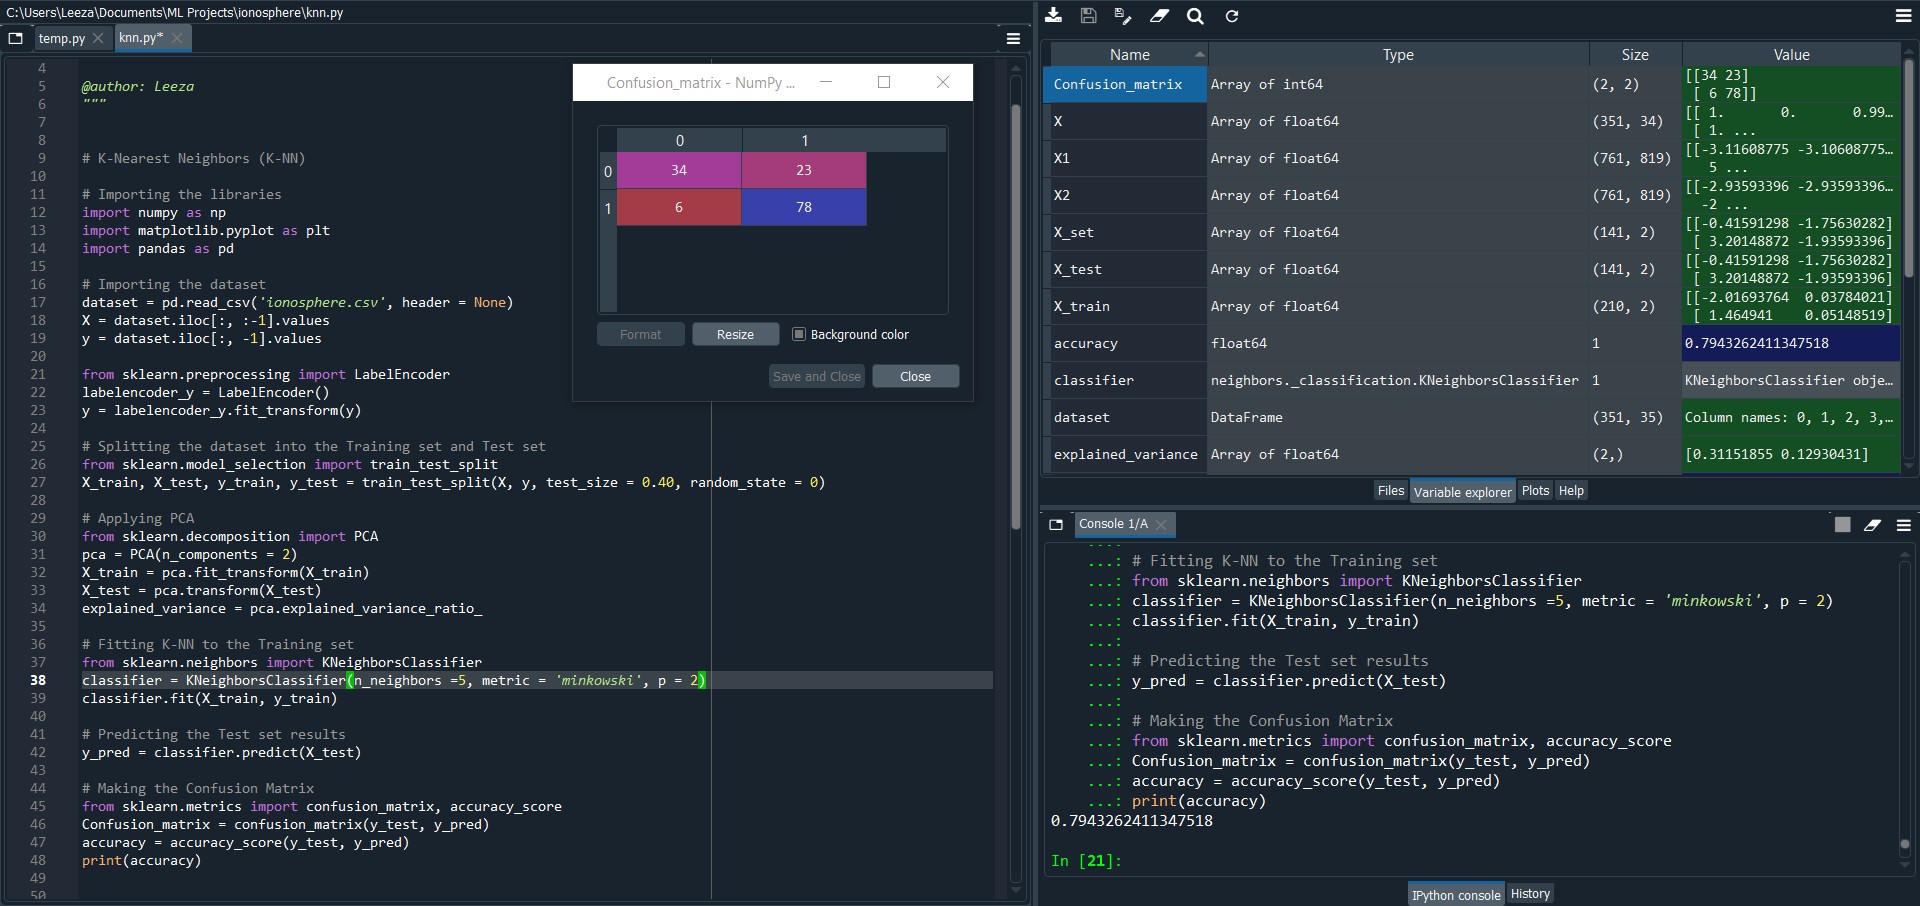 C:\Users\Leeza\Documents\ML Projects\ionosphere\knn.py
temp.py
knn.py*
4
5 @author: Leeza
6 """
7
8
9 # K-Nearest Neighbors (K-NN)
10
11 # Importing the libraries
12 import numpy as np
13 import matplotlib.pyplot as plt
14 import pandas as pd
15
16 # Importing the dataset
17 dataset = pd.read_csv('ionosphere.csv', header = None)
18 X = dataset.iloc[:, :-1].values
19 y = dataset.iloc[:, -1].values
20
21 from sklearn.preprocessing import LabelEncoder
22 labelencoder_y = LabelEncoder()
23 y = labelencoder_y.fit_transform(y)
24
25 # Splitting the dataset into the Training set and Test set
26 from sklearn.model_selection import train_test_split
27 X_train, X_test, y_train, y_test = train_test_split(X, y, test_size = 0.40, random_state = 0)
28
29 # Applying PCA
30 from sklearn.decomposition import PCA
31 pca = PCA(n_components = 2)
32 X_train = pca.fit_transform(X_train)
33 X_test = pca.transform(X_test)
34 explained_variance = pca.explained_variance_ratio_
35
36 # Fitting K-NN to the Training set
37 from sklearn.neighbors import KNeighborsClassifier
38 classifier = KNeighborsClassifier(n_neighbors =5, metric = 'minkowski', p = 2)
39 classifier.fit(X_train, y_train)
40
41 # Predicting the Test set results
42 y_pred = classifier.predict(X_test)
43
44 # Making the Confusion Matrix
45 from sklearn.metrics import confusion_matrix, accuracy_score
46 Confusion_matrix = confusion_matrix(y_test, y_pred)
47 accuracy = accuracy_score(y_test, y_pred)
48 print(accuracy)
49
50
Confusion_matrix - NumPy ...
0 1
0 34 23
1 6 78
Format Resize Background color
Save and Close Close
Name Type Size Value
Confusion_matrix Array of int64 (2, 2) [[34 23]
[ 6 78]]
X Array of float64 (351, 34) [[ 1. 0. 0.99…
[ 1. ...
X1 Array of float64 (761, 819) [[-3.11608775 -3.10608775…
5 ...
X2 Array of float64 (761, 819) [[-2.93593396 -2.93593396…
-2 ...
X_set Array of float64 (141, 2) [[-0.41591298 -1.75630282]
[ 3.20148872 -1.93593396]
X_test Array of float64 (141, 2) [[-0.41591298 -1.75630282]
[ 3.20148872 -1.93593396]
X_train Array of float64 (210, 2) [[-2.01693764 0.03784021]
[ 1.464941 0.05148519]
accuracy float64 1 0.7943262411347518
classifier neighbors._classification.KNeighborsClassifier 1 KNeighborsClassifier obje…
dataset DataFrame (351, 35) Column names: 0, 1, 2, 3,…
explained_variance Array of float64 (2,) [0.31151855 0.12930431]
Files Variable explorer Plots Help
Console 1/A
...: # Fitting K-NN to the Training set
...: from sklearn.neighbors import KNeighborsClassifier
...: classifier = KNeighborsClassifier(n_neighbors =5, metric = 'minkowski', p = 2)
...: classifier.fit(X_train, y_train)
...:
...: # Predicting the Test set results
...: y_pred = classifier.predict(X_test)
...:
...: # Making the Confusion Matrix
...: from sklearn.metrics import confusion_matrix, accuracy_score
...: Confusion_matrix = confusion_matrix(y_test, y_pred)
...: accuracy = accuracy_score(y_test, y_pred)
...: print(accuracy)
0.7943262411347518
In [21]:
IPython console History